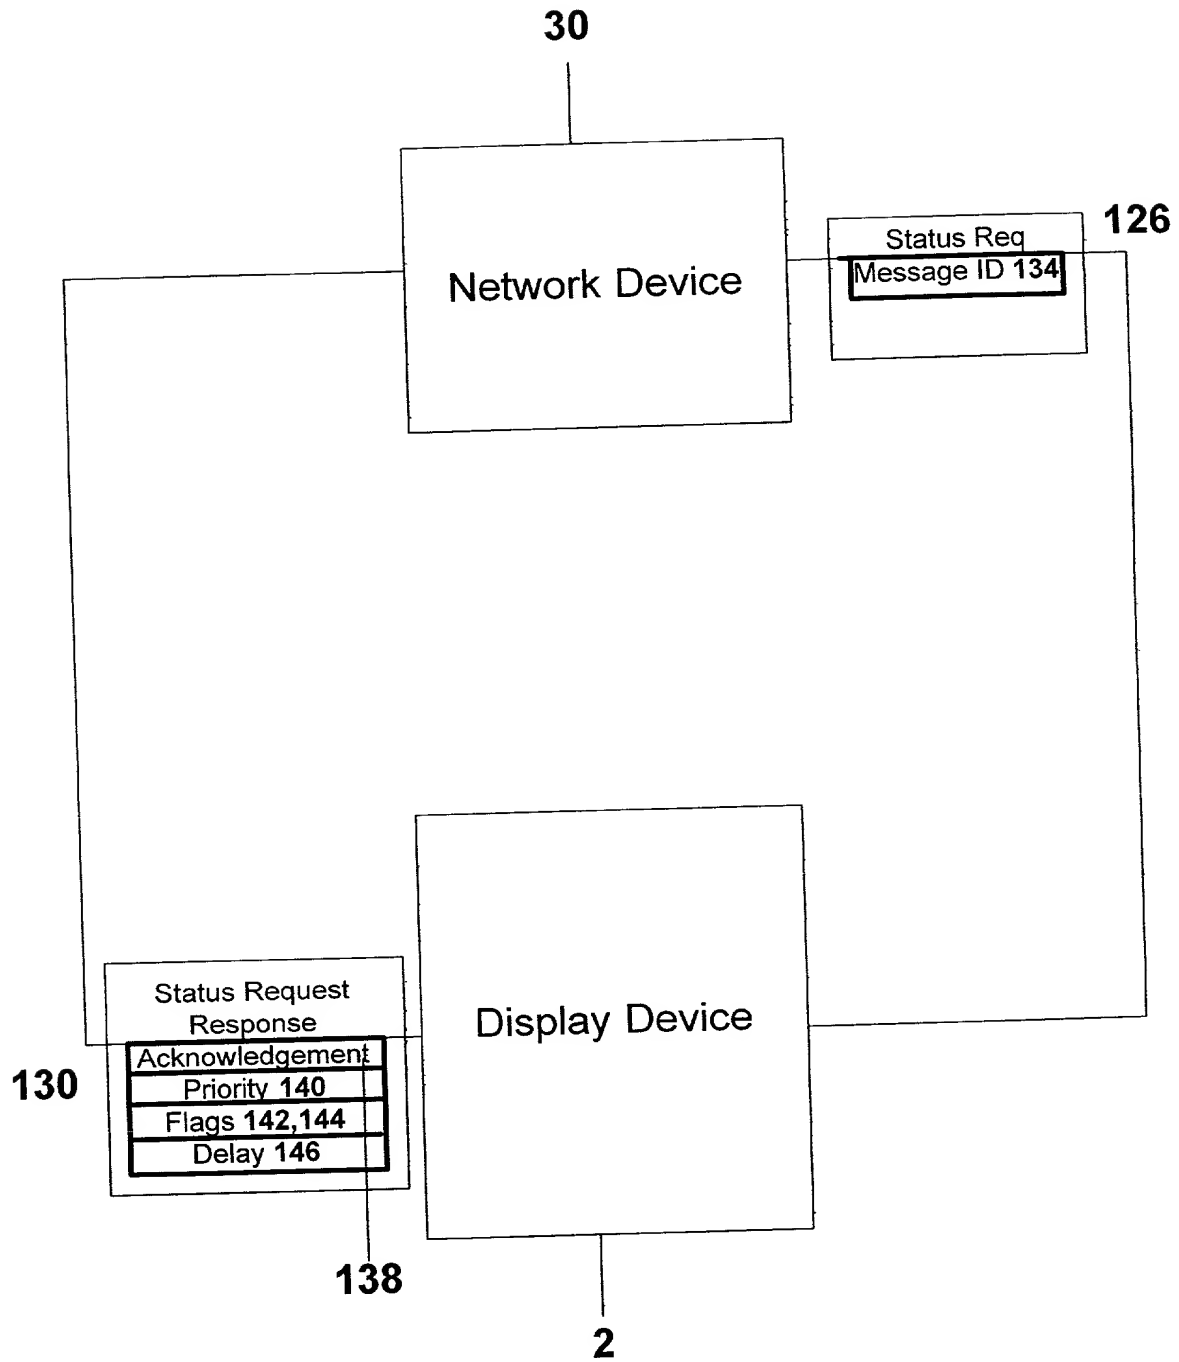 30
126
Status Req
Message ID 134
Network Device
Status Request
Response
Acknowledgement
Priority 140
Flags 142,144
Delay 146
130
Display Device
138
2